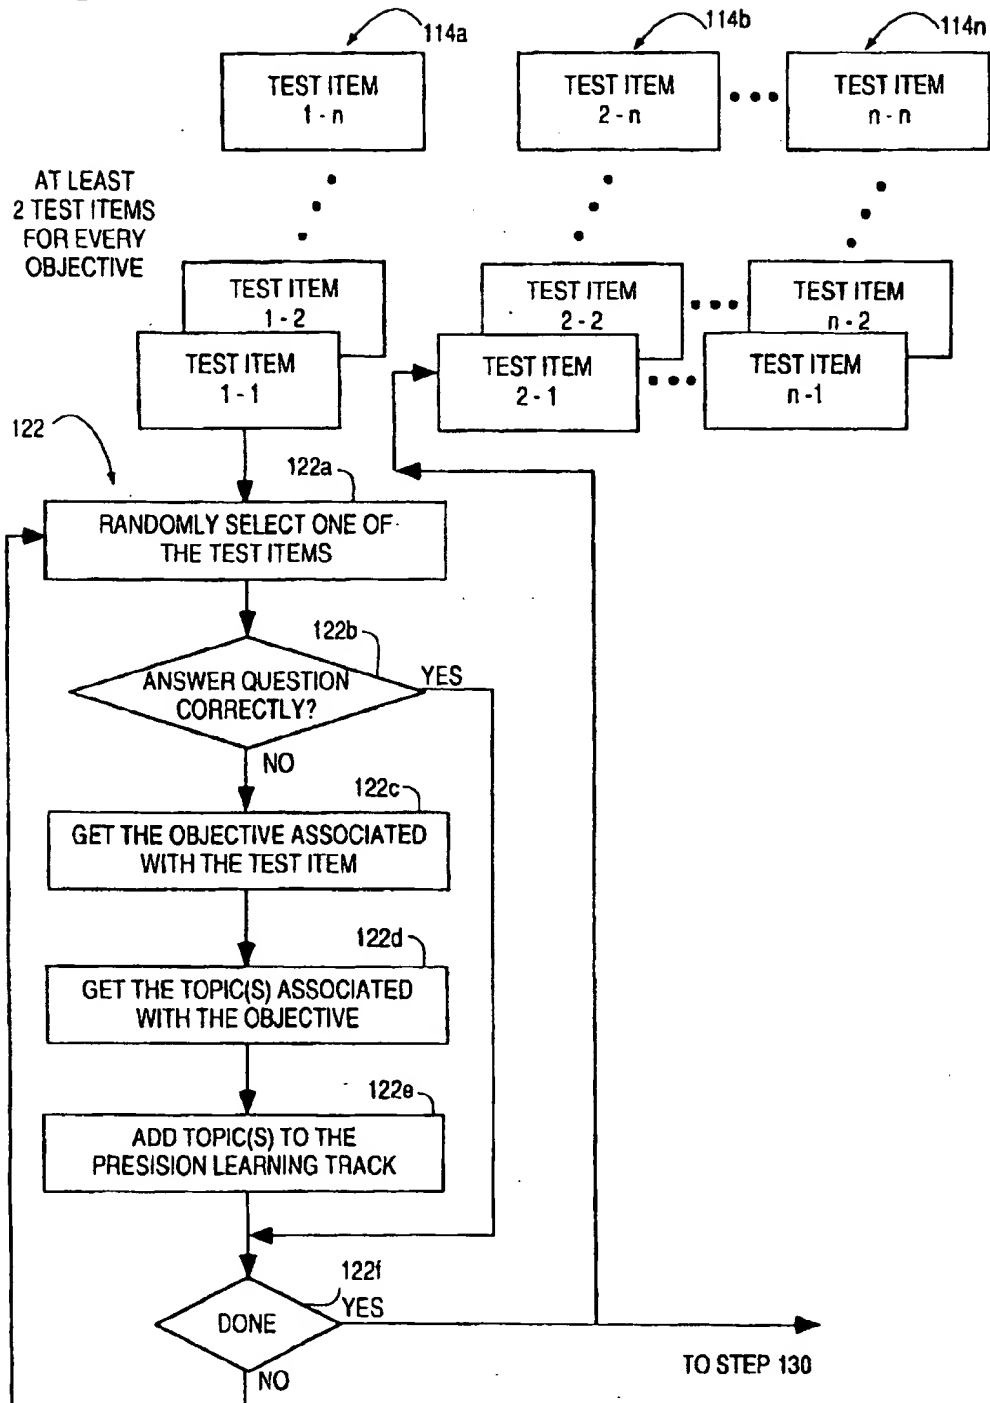 114a
114b
114n
TEST ITEM
1 - n
TEST ITEM
2 - n
TEST ITEM
n - n
AT LEAST
2 TEST ITEMS
FOR EVERY
OBJECTIVE
TEST ITEM
1 - 2
TEST ITEM
2 - 2
TEST ITEM
n - 2
TEST ITEM
1 - 1
TEST ITEM
2 - 1
TEST ITEM
n - 1
122
122a
RANDOMLY SELECT ONE OF
THE TEST ITEMS
122b
ANSWER QUESTION
CORRECTLY?
YES
NO
122c
GET THE OBJECTIVE ASSOCIATED
WITH THE TEST ITEM
122d
GET THE TOPIC(S) ASSOCIATED
WITH THE OBJECTIVE
122e
ADD TOPIC(S) TO THE
PRESISION LEARNING TRACK
122f
DONE
YES
NO
TO STEP 130